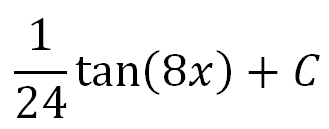 1/24 tan(8x) + C